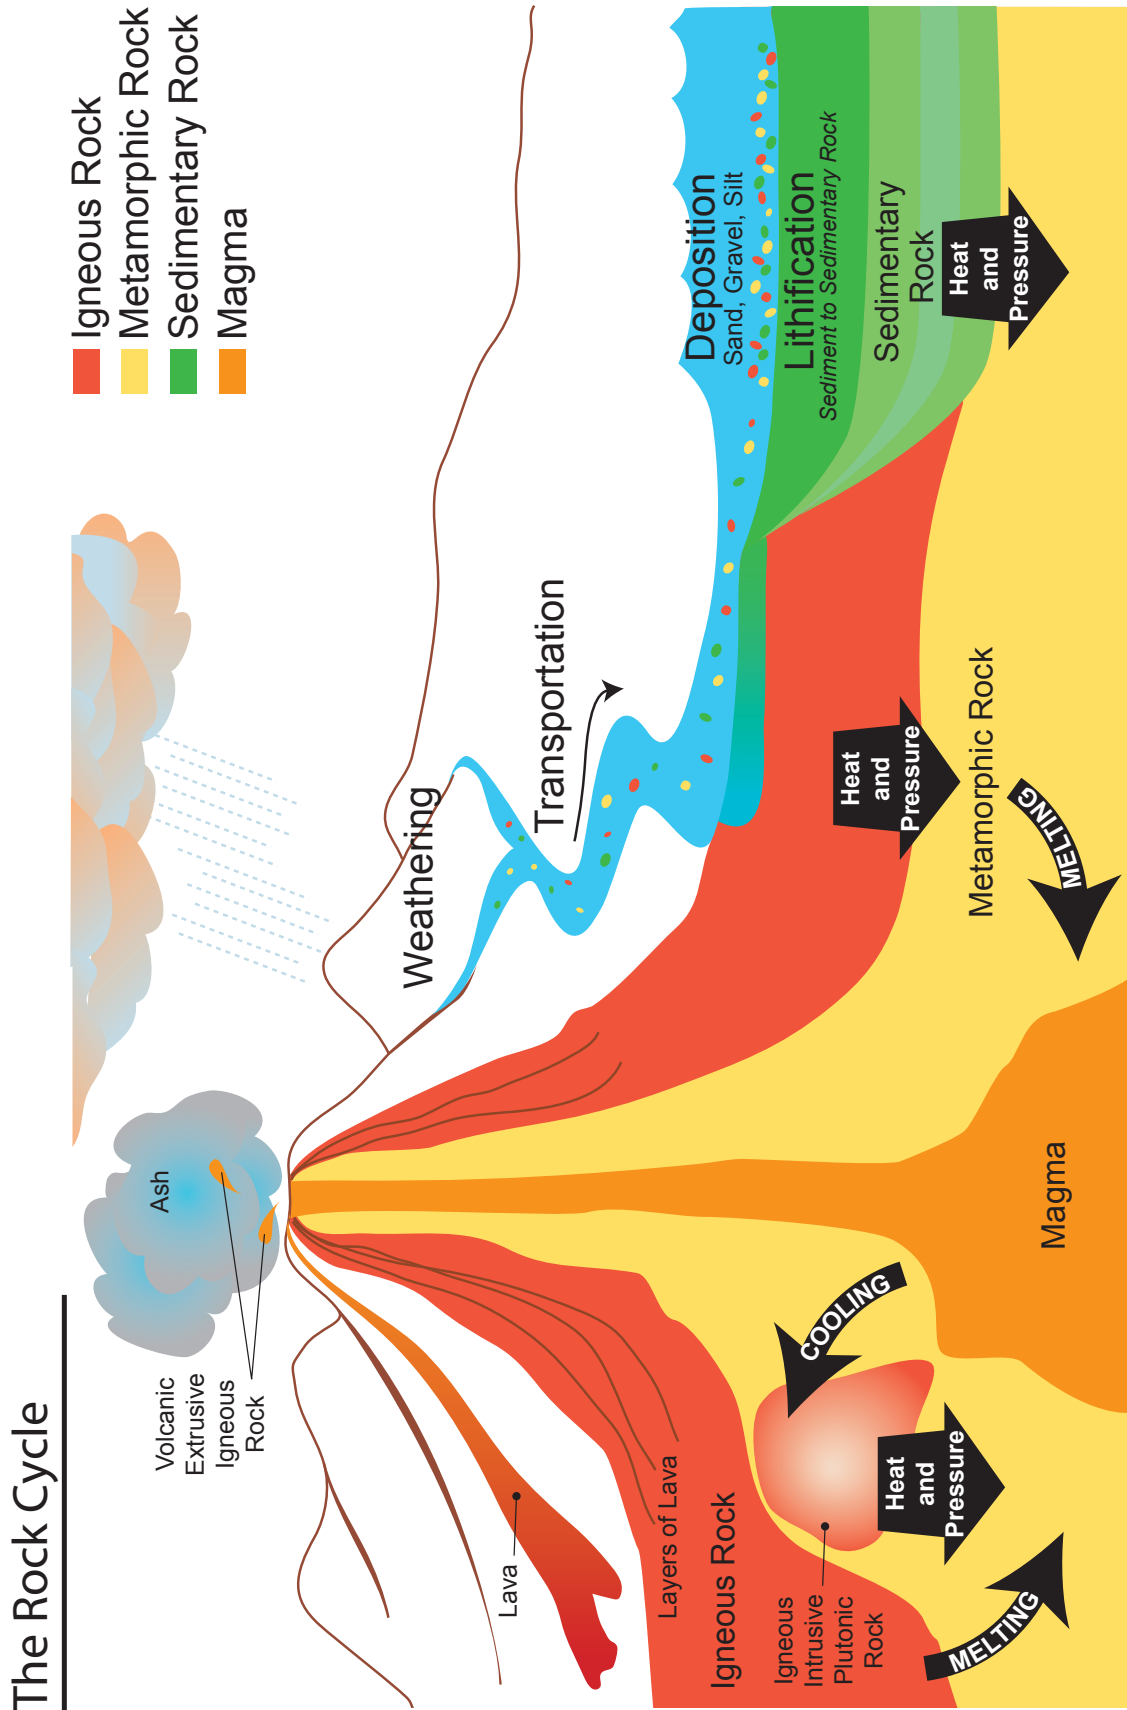 The Rock Cycle
Igneous Rock
Metamorphic Rock
Sedimentary Rock
Magma
Ash
Volcanic
Extrusive
Igneous
Rock
Weathering
Transportation
Deposition
Sand, Gravel, Silt
Lithification
Sediment to Sedimentary Rock
Sedimentary
Rock
Heat
and
Pressure
Lava
Layers of Lava
Igneous Rock
Igneous
Intrusive
Plutonic
Rock
Heat
and
Pressure
COOLING
MELTING
Magma
Heat
and
Pressure
Metamorphic Rock
MELTING